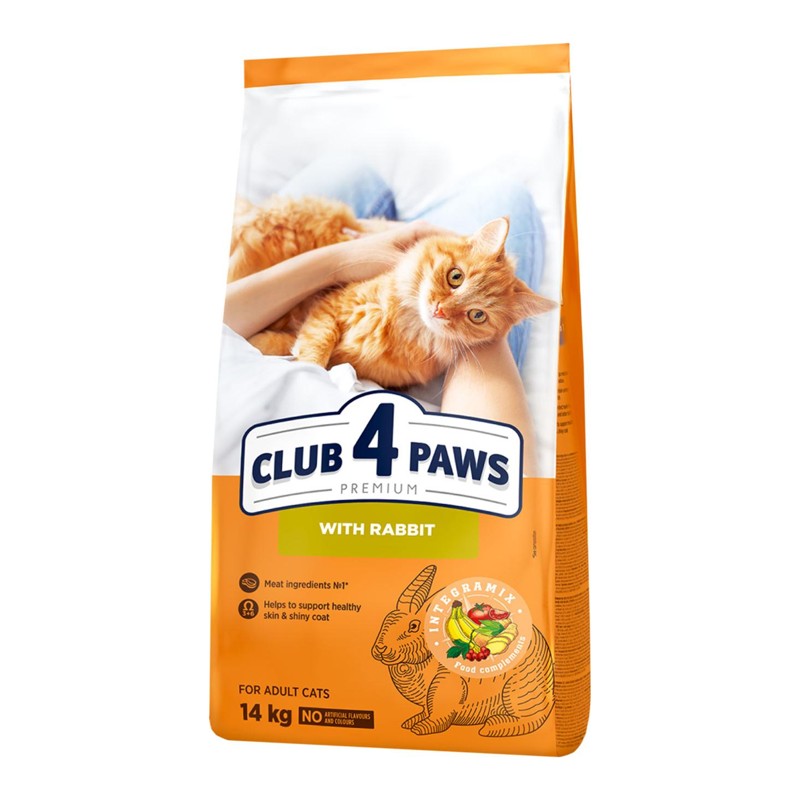 CLUB 4 PAWS
PREMIUM
WITH RABBIT
Meat ingredients №1*
Helps to support healthy
skin & shiny coat
INTEGRAMIX
Food complements
FOR ADULT CATS
14 kg
NO ARTIFICIAL FLAVOURS
AND COLOURS